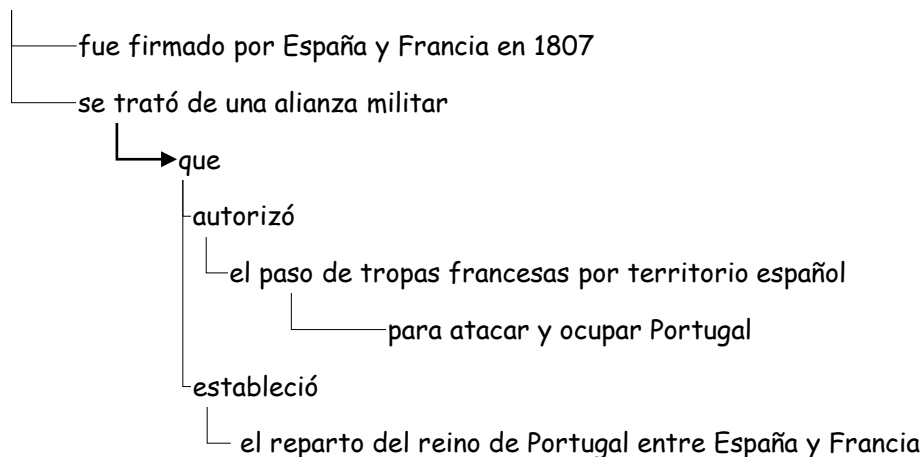 fue firmado por España y Francia en 1807
se trató de una alianza militar
que
autorizó
el paso de tropas francesas por territorio español
para atacar y ocupar Portugal
estableció
el reparto del reino de Portugal entre España y Francia